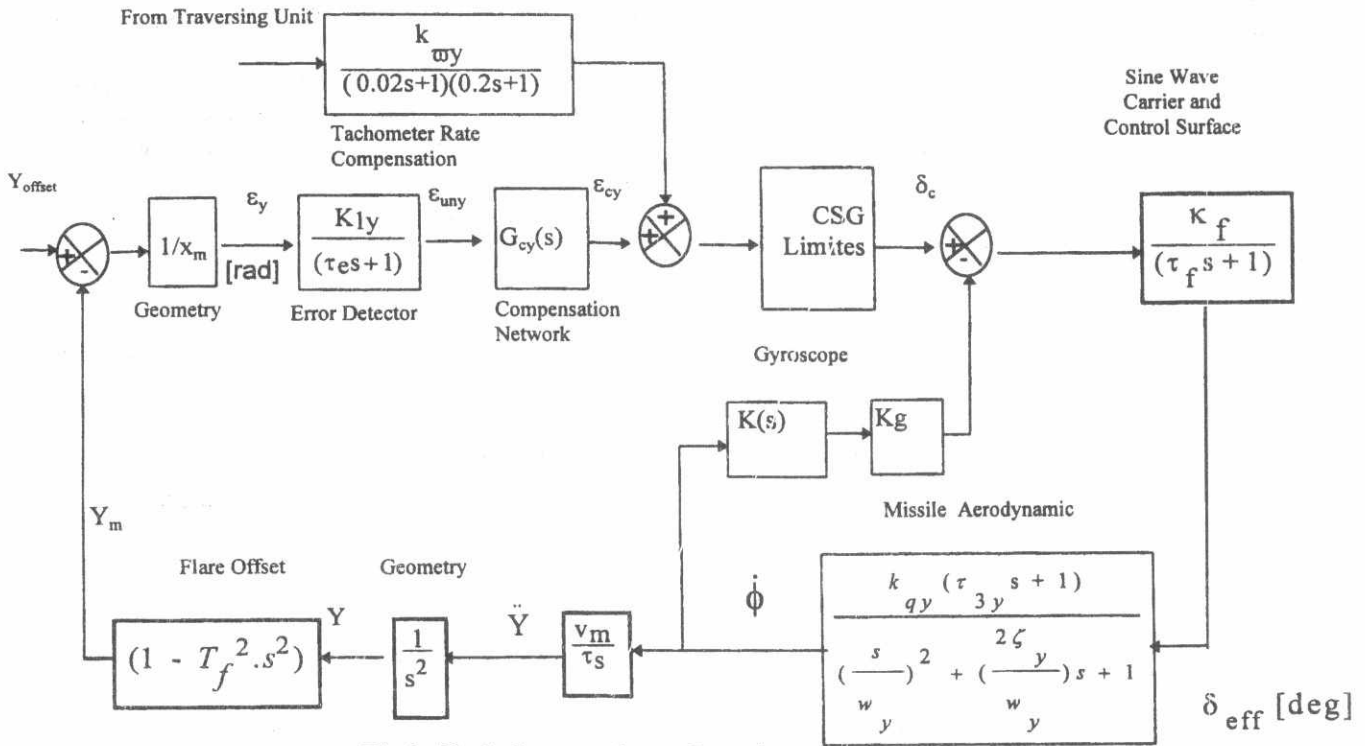 From Traversing Unit
k ϖy
(0.02s+1)(0.2s+1)
Tachometer Rate
Compensation
Sine Wave
Carrier and
Control Surface
Y offset
+
-
1/x m
Geometry
ε y
[rad]
K1y
(τes+1)
Error Detector
ε uny
G cy (s)
Compensation
Network
ε cy
+
+
CSG
Limites
δ c
+
-
κ f
(τ f s + 1)
Gyroscope
K(s)
Kg
Missile Aerodynamic
Y m
Flare Offset
(1 - T f ² . s²)
Y
Geometry
1
s²
Ÿ
v m
τ s
ϕ̇
k qy (τ 3y s + 1)
(s / w y)² + (2ζ y / w y) s + 1
δ eff [deg]